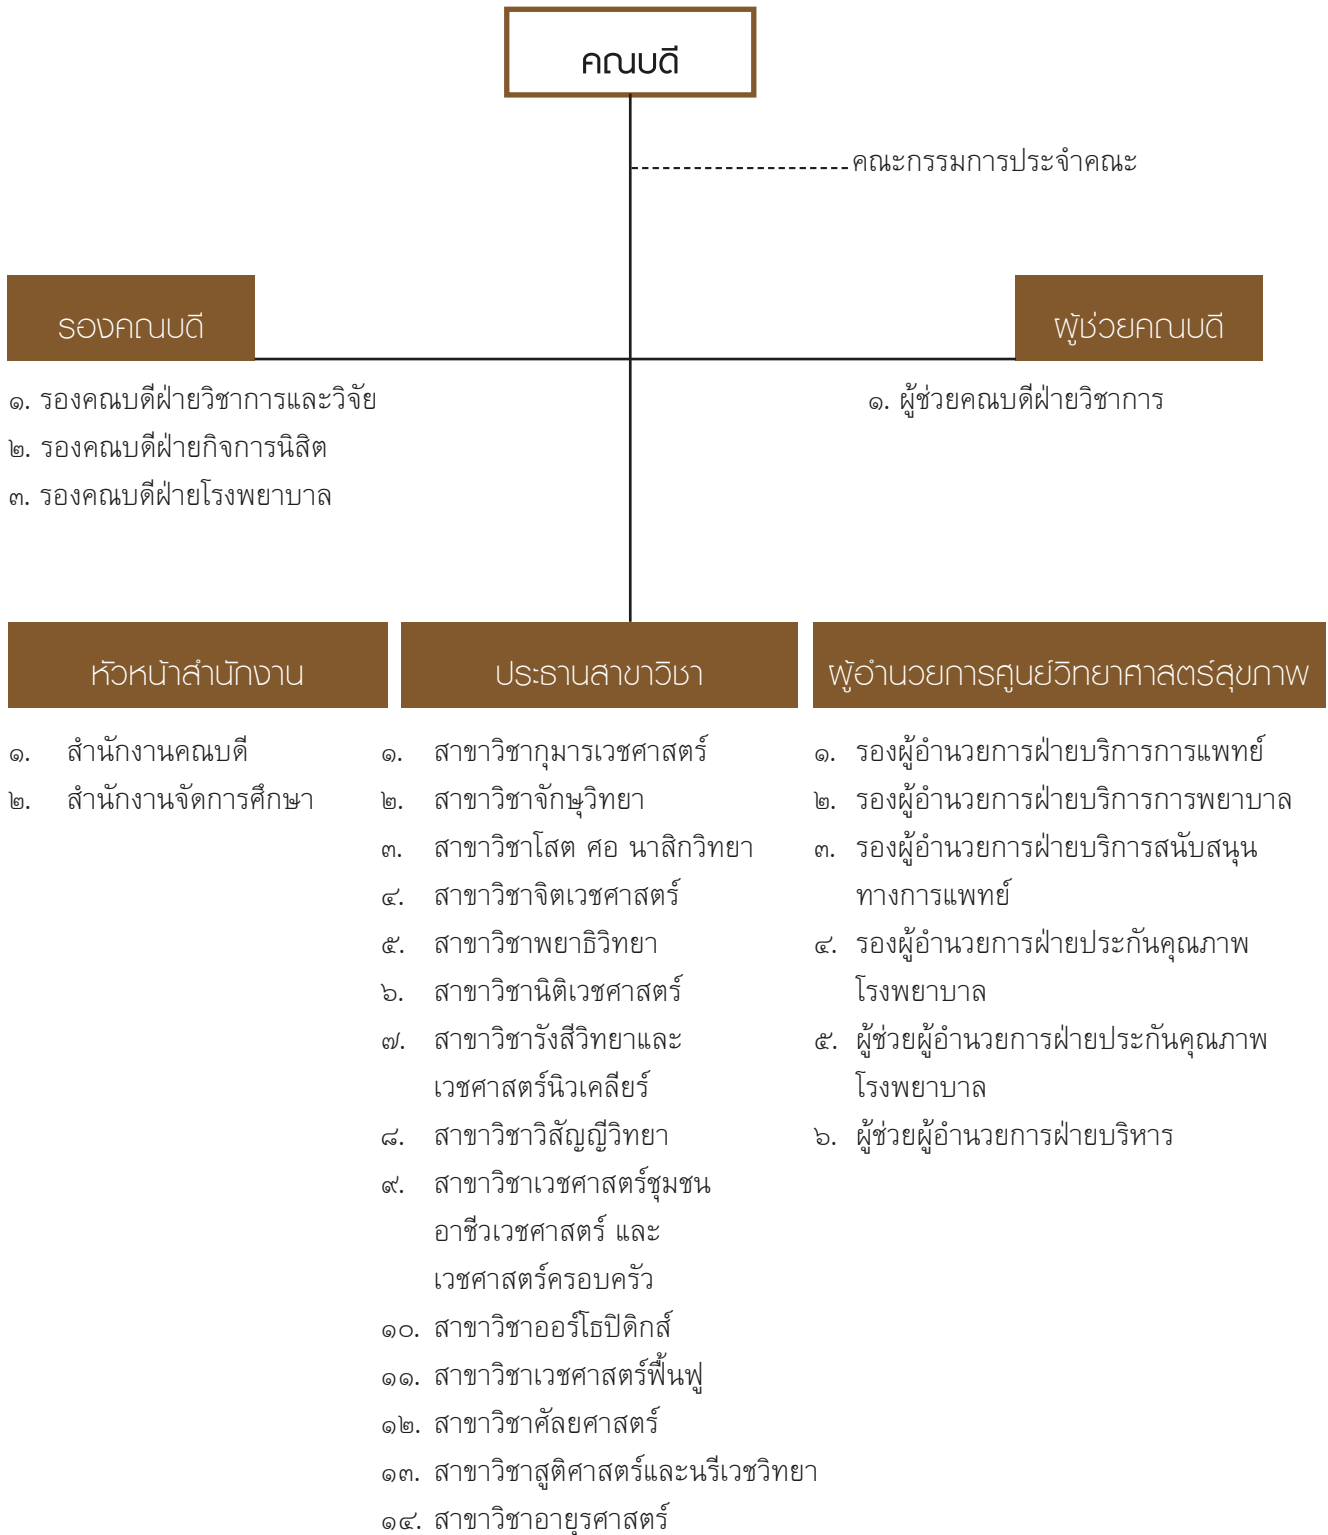 คณบดี
คณะกรรมการประจำคณะ
รองคณบดี
๑. รองคณบดีฝ่ายวิชาการและวิจัย
๒. รองคณบดีฝ่ายกิจการนิสิต
๓. รองคณบดีฝ่ายโรงพยาบาล
ผู้ช่วยคณบดี
๑. ผู้ช่วยคณบดีฝ่ายวิชาการ
หัวหน้าสำนักงาน
๑. สำนักงานคณบดี
๒. สำนักงานจัดการศึกษา
ประธานสาขาวิชา
๑. สาขาวิชากุมารเวชศาสตร์
๒. สาขาวิชาจักษุวิทยา
๓. สาขาวิชาโสต ศอ นาสิกวิทยา
๔. สาขาวิชาจิตเวชศาสตร์
๕. สาขาวิชาพยาธิวิทยา
๖. สาขาวิชานิติเวชศาสตร์
๗. สาขาวิชารังสีวิทยาและ
เวชศาสตร์นิวเคลียร์
๘. สาขาวิชาวิสัญญีวิทยา
๙. สาขาวิชาเวชศาสตร์ชุมชน
อาชีวเวชศาสตร์ และ
เวชศาสตร์ครอบครัว
๑๐. สาขาวิชาออร์โธปิดิกส์
๑๑. สาขาวิชาเวชศาสตร์ฟื้นฟู
๑๒. สาขาวิชาศัลยศาสตร์
๑๓. สาขาวิชาสูติศาสตร์และนรีเวชวิทยา
๑๔. สาขาวิชาอายุรศาสตร์
ผู้อำนวยการศูนย์วิทยาศาสตร์สุขภาพ
๑. รองผู้อำนวยการฝ่ายบริการการแพทย์
๒. รองผู้อำนวยการฝ่ายบริการการพยาบาล
๓. รองผู้อำนวยการฝ่ายบริการสนับสนุน
ทางการแพทย์
๔. รองผู้อำนวยการฝ่ายประกันคุณภาพ
โรงพยาบาล
๕. ผู้ช่วยผู้อำนวยการฝ่ายประกันคุณภาพ
โรงพยาบาล
๖. ผู้ช่วยผู้อำนวยการฝ่ายบริหาร